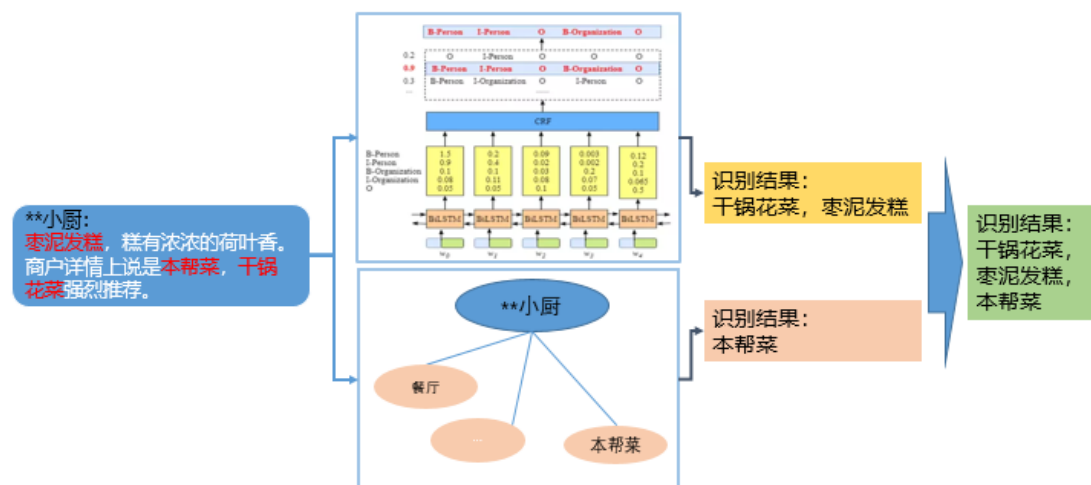 **小厨：
枣泥发糕，糕有浓浓的荷叶香。
商户详情上说是本帮菜，干锅
花菜强烈推荐。
B-Person I-Person O B-Organization O
0.2 O I-Person O O O
0.9 B-Person I-Person O B-Organization O
0.3 B-Person I-Organization O I-Person O
... ......
CRF
B-Person 1.5 0.2 0.09 0.003 0.12
I-Person 0.9 0.4 0.02 0.002 0.2
B-Organization 0.1 0.1 0.03 0.2 0.1
I-Organization 0.08 0.11 0.08 0.07 0.065
O 0.05 0.05 0.1 0.05 0.5
BiLSTM BiLSTM BiLSTM BiLSTM BiLSTM
w0 w1 w2 w3 w4
**小厨
餐厅
...
本帮菜
识别结果：
干锅花菜，枣泥发糕
识别结果：
本帮菜
识别结果：
干锅花菜，
枣泥发糕，
本帮菜